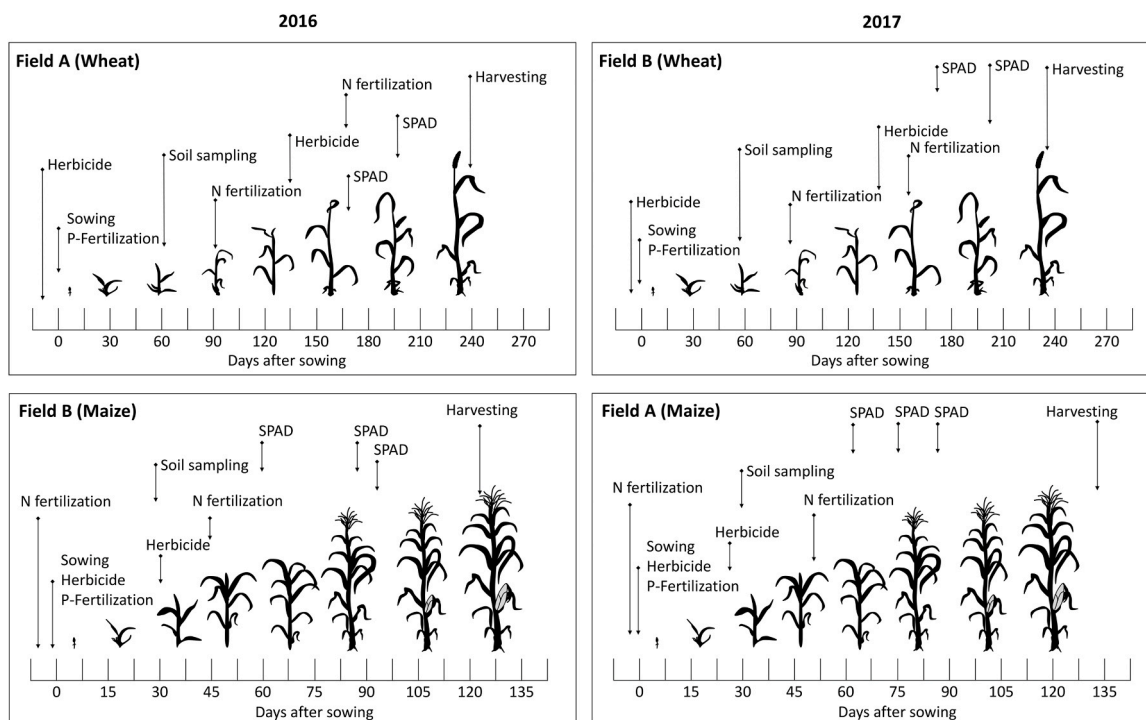 2016
2017
Field A (Wheat)
N fertilization
Harvesting
SPAD
Herbicide
Soil sampling
Herbicide
SPAD
N fertilization
Sowing
P-Fertilization
0 30 60 90 120 150 180 210 240 270
Days after sowing
Field B (Wheat)
SPAD
SPAD
Harvesting
Herbicide
N fertilization
Soil sampling
N fertilization
Herbicide
Sowing
P-Fertilization
0 30 60 90 120 150 180 210 240 270
Days after sowing
Field B (Maize)
Harvesting
SPAD
SPAD
SPAD
Soil sampling
N fertilization
N fertilization
Herbicide
Sowing
Herbicide
P-Fertilization
0 15 30 45 60 75 90 105 120 135
Days after sowing
Field A (Maize)
SPAD
SPAD
SPAD
Harvesting
Soil sampling
N fertilization
N fertilization
Herbicide
Sowing
Herbicide
P-Fertilization
0 15 30 45 60 75 90 105 120 135
Days after sowing